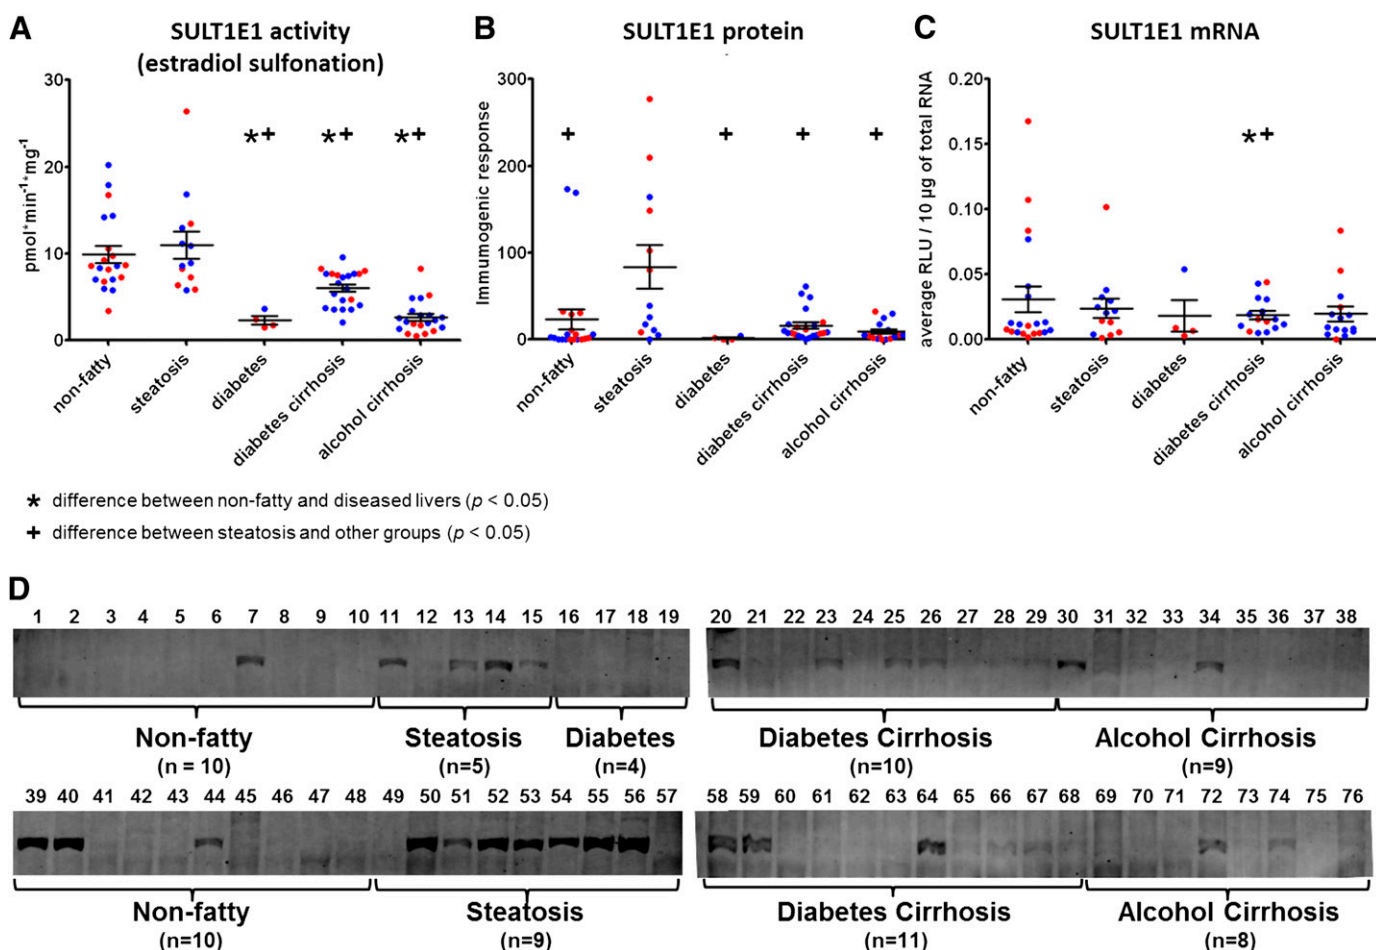 A
SULT1E1 activity
(estradiol sulfonation)
pmol*min-1*mg-1
30
20
10
0
*+
*+
*+
non-fatty
steatosis
diabetes
diabetes cirrhosis
alcohol cirrhosis
B
SULT1E1 protein
Immumogenic response
300
200
100
0
+
+
+
+
non-fatty
steatosis
diabetes
diabetes cirrhosis
alcohol cirrhosis
C
SULT1E1 mRNA
average RLU / 10 µg of total RNA
0.20
0.15
0.10
0.05
0.00
*+
non-fatty
steatosis
diabetes
diabetes cirrhosis
alcohol cirrhosis
* difference between non-fatty and diseased livers (p < 0.05)
+ difference between steatosis and other groups (p < 0.05)
D
1 2 3 4 5 6 7 8 9 10 11 12 13 14 15 16 17 18 19 20 21 22 23 24 25 26 27 28 29 30 31 32 33 34 35 36 37 38
Non-fatty Steatosis Diabetes Diabetes Cirrhosis Alcohol Cirrhosis
(n = 10) (n=5) (n=4) (n=10) (n=9)
39 40 41 42 43 44 45 46 47 48 49 50 51 52 53 54 55 56 57 58 59 60 61 62 63 64 65 66 67 68 69 70 71 72 73 74 75 76
Non-fatty Steatosis Diabetes Cirrhosis Alcohol Cirrhosis
(n=10) (n=9) (n=11) (n=8)